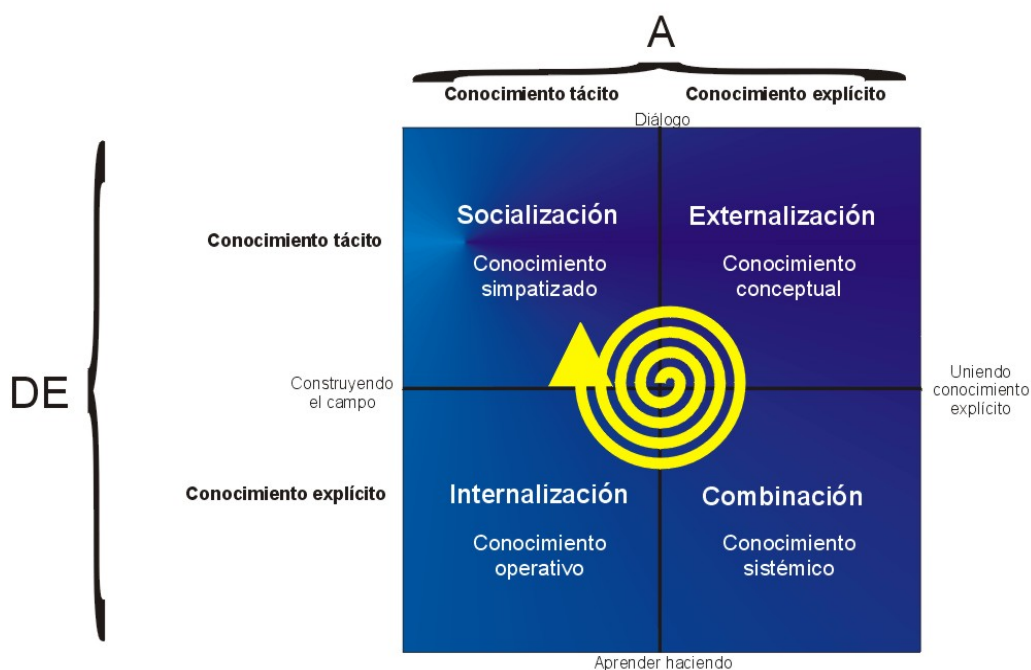 A
Conocimiento tácito
Conocimiento explícito
Diálogo
Socialización
Externalización
Conocimiento tácito
Conocimiento
simpatizado
Conocimiento
conceptual
DE
Construyendo
el campo
Uniendo
conocimiento
explícito
Conocimiento explícito
Internalización
Combinación
Conocimiento
operativo
Conocimiento
sistémico
Aprender haciendo